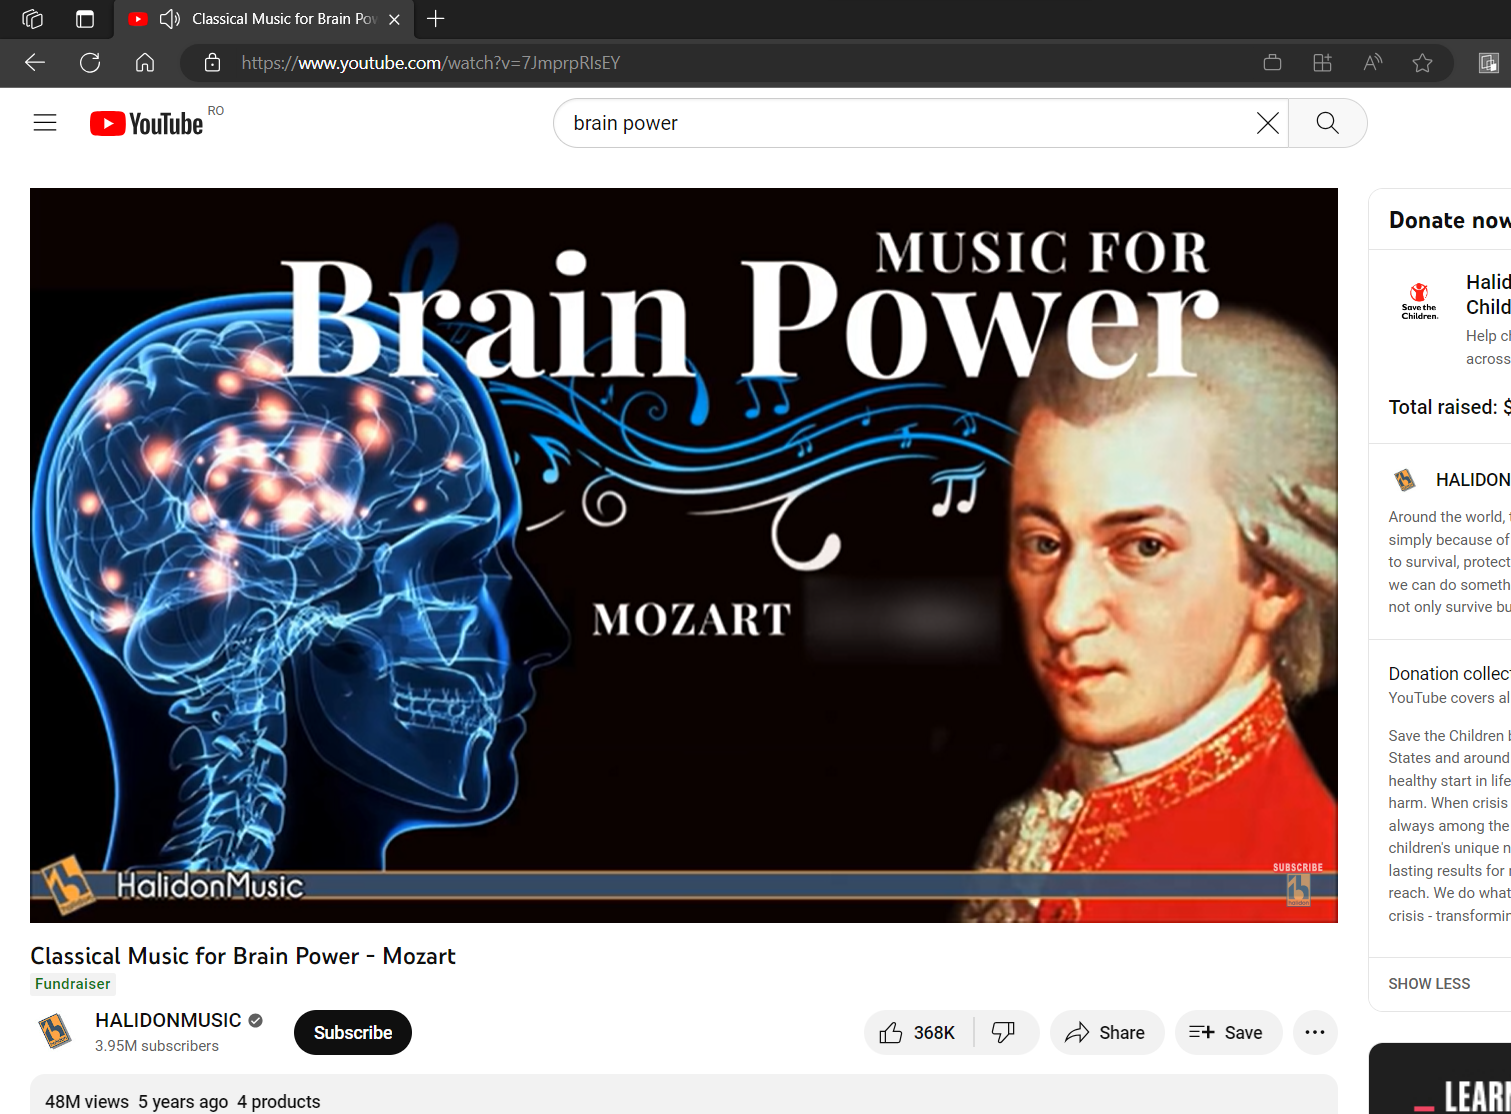 Classical Music for Brain Pow
https://www.youtube.com/watch?v=7JmprpRIsEY
YouTube RO
brain power
MUSIC FOR
Brain Power
MOZART
HalidonMusic
SUBSCRIBE
halidon
Classical Music for Brain Power - Mozart
Fundraiser
HALIDONMUSIC
3.95M subscribers
Subscribe
368K
Share
Save
48M views 5 years ago 4 products
Donate now
Save the
Children.
Halid
Child
Help c
across
Total raised: $
HALIDON
Around the world, t
simply because of
to survival, protect
we can do someth
not only survive bu
Donation collec
YouTube covers al
Save the Children b
States and around
healthy start in life
harm. When crisis
always among the
children's unique n
lasting results for
reach. We do what
crisis - transformin
SHOW LESS
LEARN